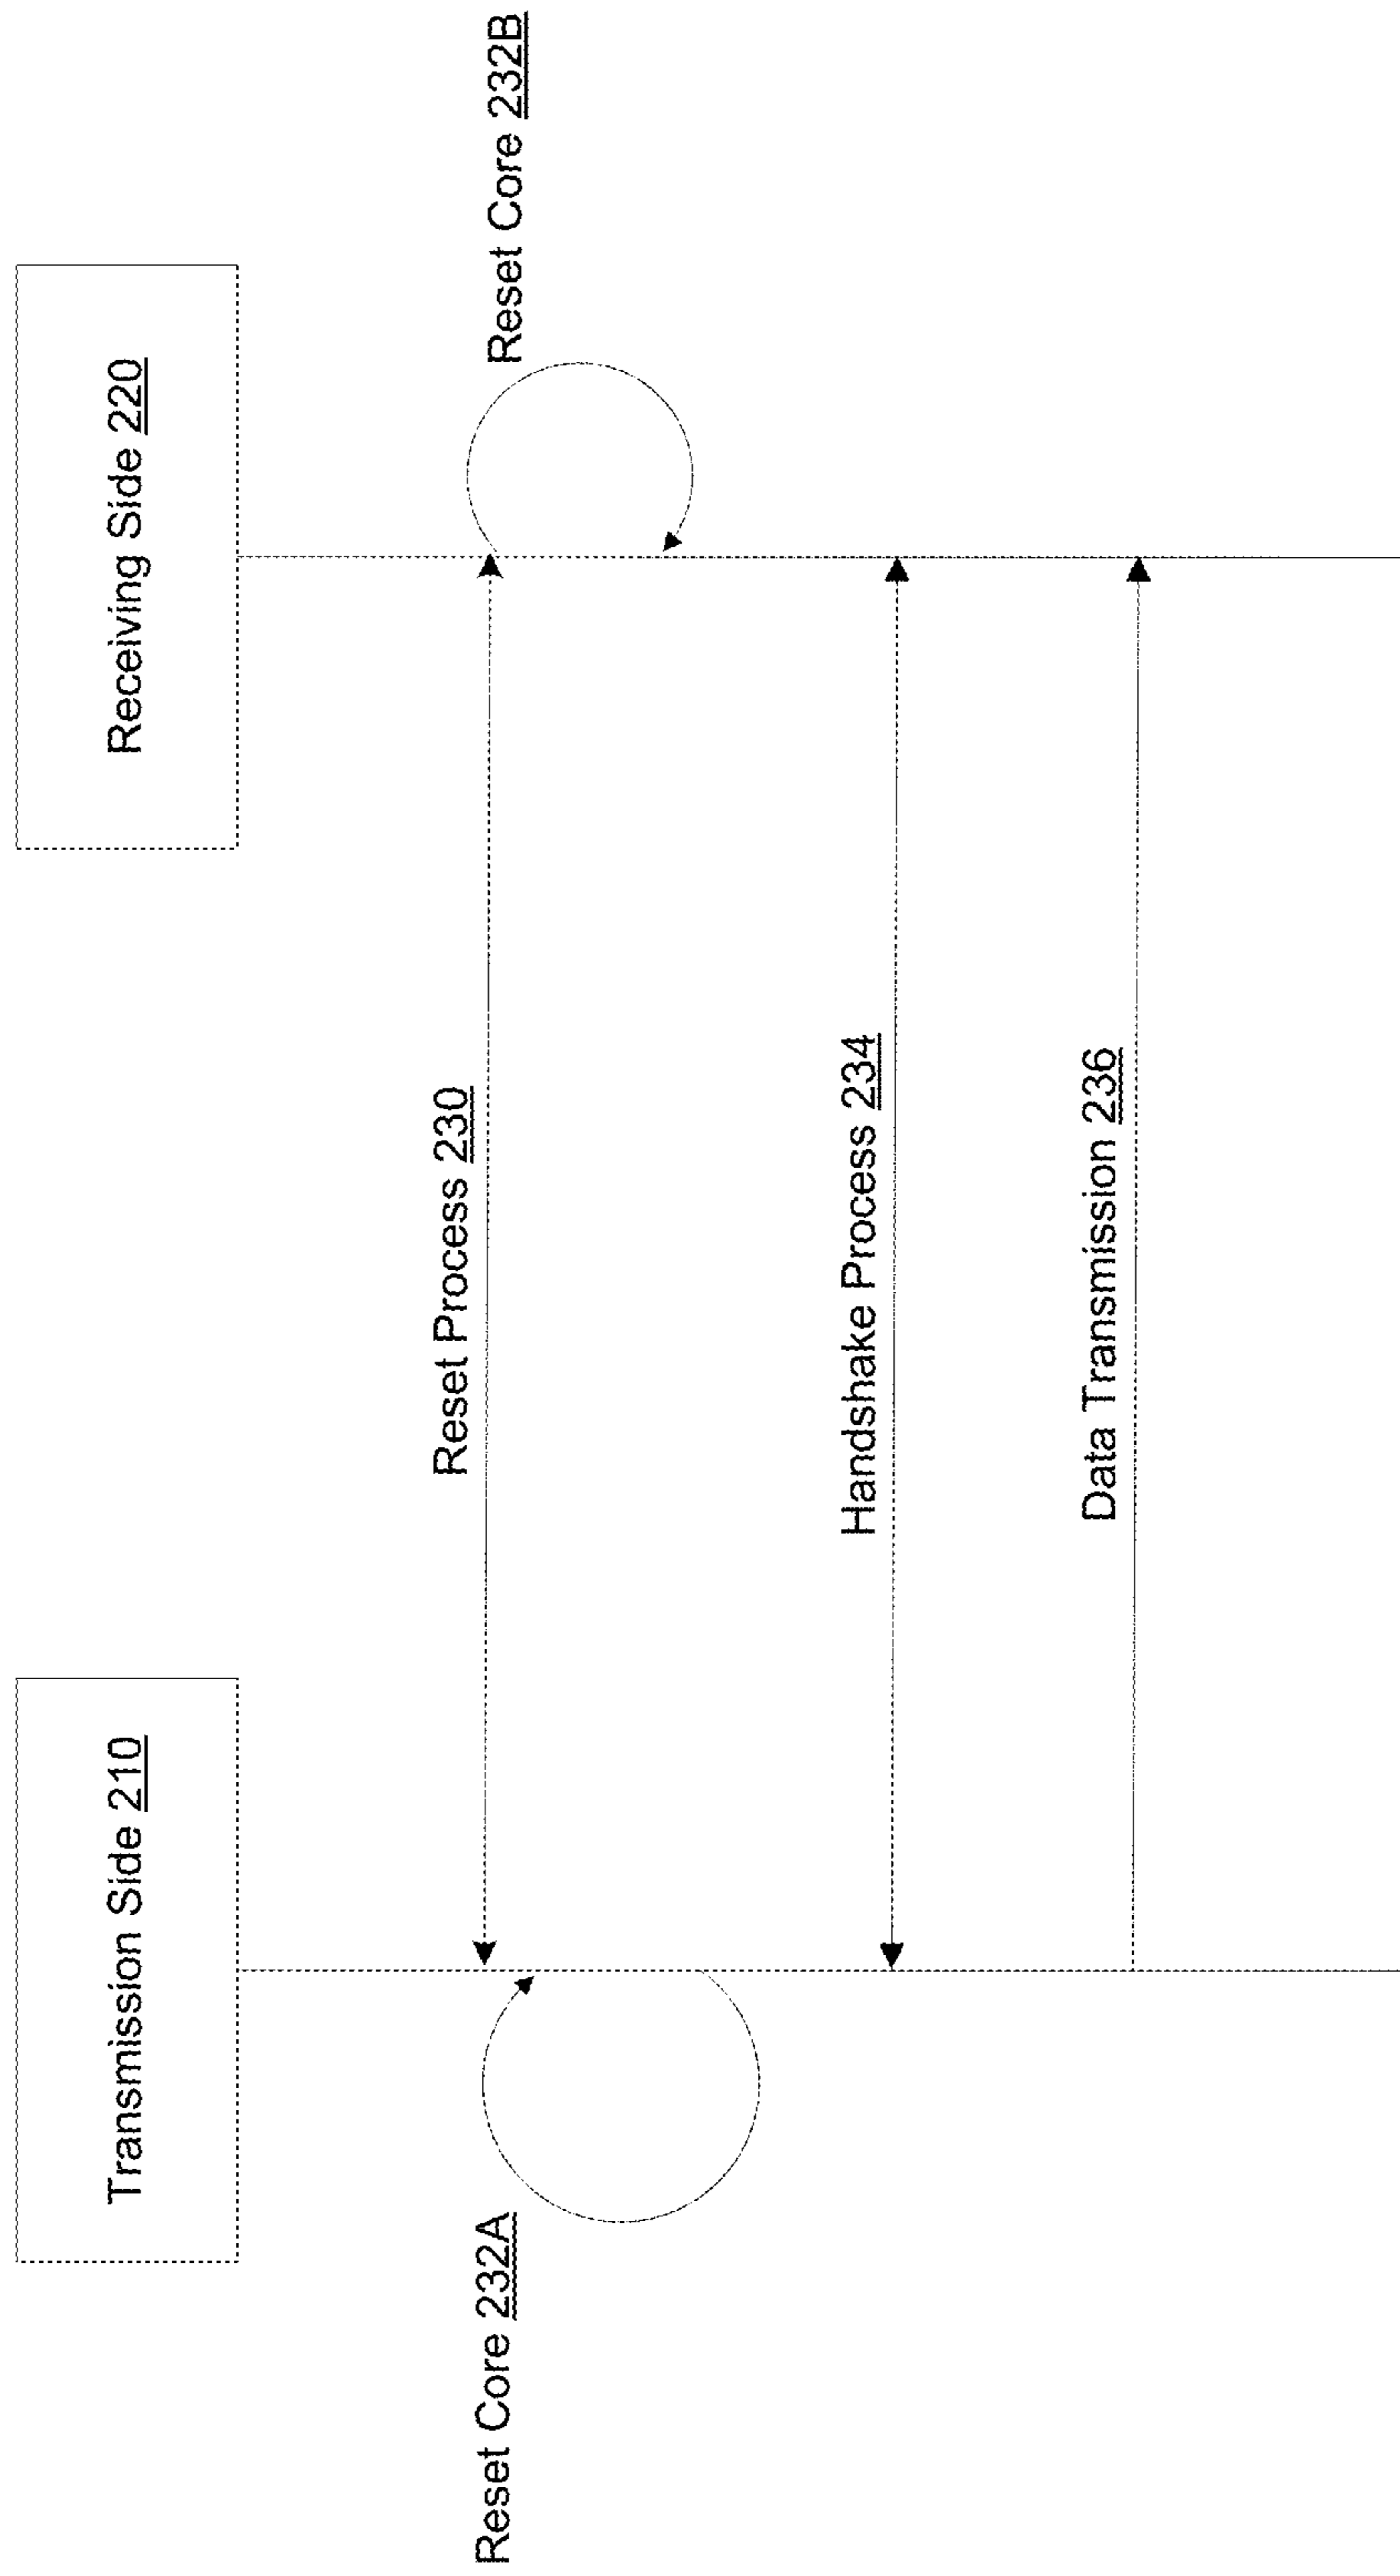 Transmission Side 210
Receiving Side 220
Reset Process 230
Reset Core 232A
Reset Core 232B
Handshake Process 234
Data Transmission 236